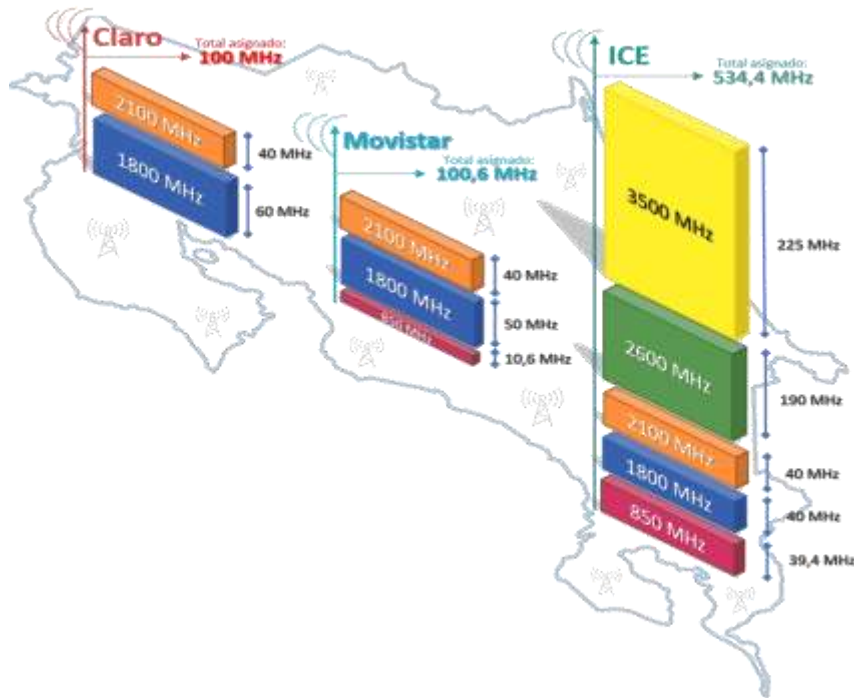 Claro
Total asignado:
100 MHz
2100 MHz
40 MHz
1800 MHz
60 MHz
Movistar
Total asignado:
100,6 MHz
2100 MHz
40 MHz
1800 MHz
50 MHz
850 MHz
10,6 MHz
ICE
Total asignado:
534,4 MHz
3500 MHz
225 MHz
2600 MHz
190 MHz
2100 MHz
40 MHz
1800 MHz
40 MHz
850 MHz
39,4 MHz